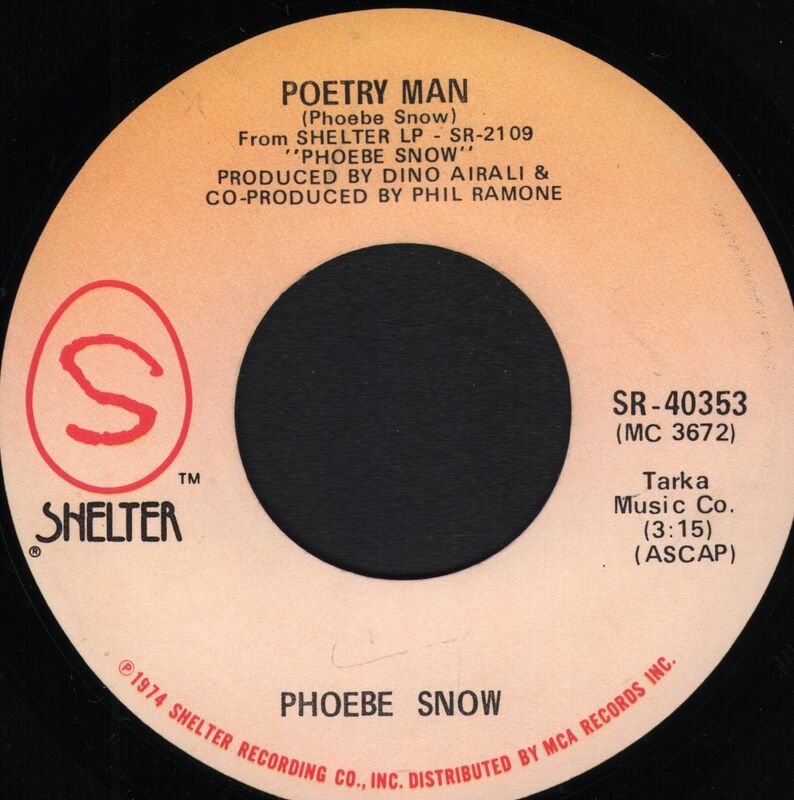 POETRY MAN
(Phoebe Snow)
From SHELTER LP - SR-2109
"PHOEBE SNOW"
PRODUCED BY DINO AIRALI &
CO-PRODUCED BY PHIL RAMONE
S
TM
SHELTER
®
SR-40353
(MC 3672)
Tarka
Music Co.
(3:15)
(ASCAP)
PHOEBE SNOW
℗1974 SHELTER RECORDING CO., INC. DISTRIBUTED BY MCA RECORDS INC.